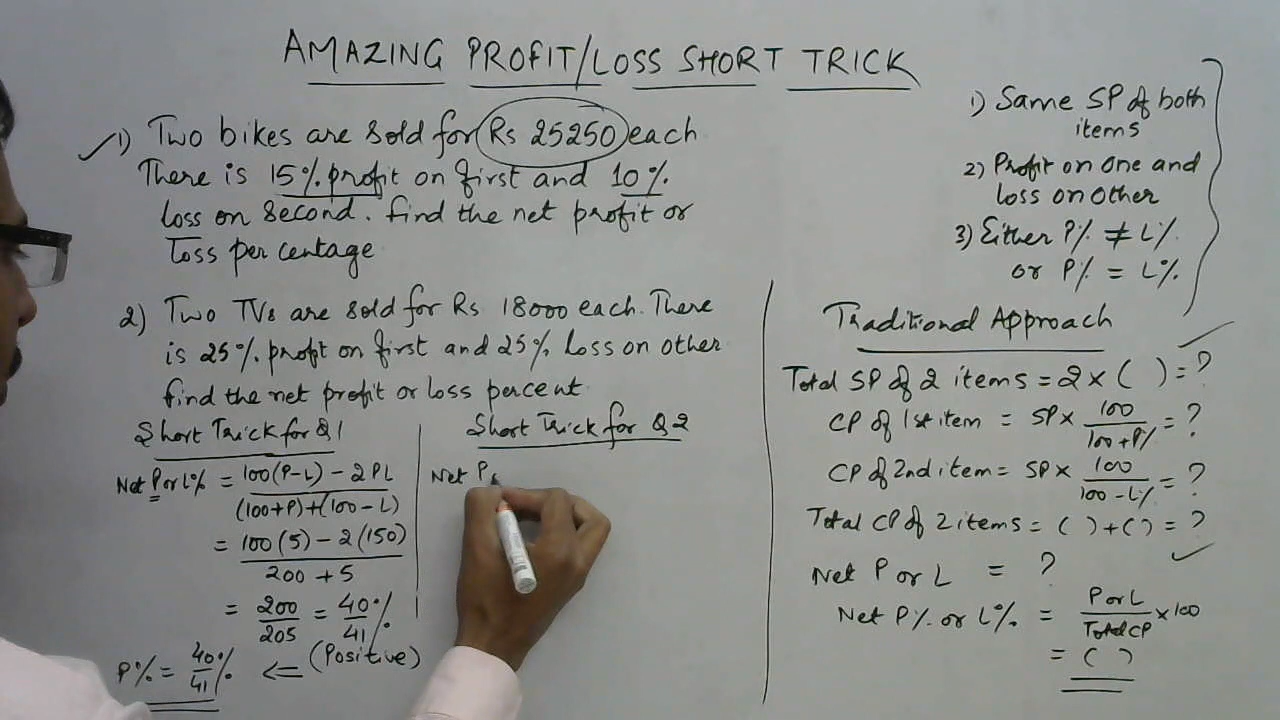 AMAZING PROFIT/LOSS SHORT TRICK
1) Two bikes are sold for Rs 25250 each
There is 15% profit on first and 10%
loss on second. find the net profit or
loss percentage
2) Two TVs are sold for Rs 18000 each. There
is 25% profit on first and 25% loss on other
find the net profit or loss percent
Short Trick for Q1
Net P or L% = 100(P-L) - 2PL
(100+P)+(100-L)
= 100(5) - 2(150)
200 + 5
= 200 = 40%
205 41
P% = 40% ⇐ (Positive)
41
Short Trick for Q2
Net P
1) Same SP of both
items
2) Profit on one and
loss on other
3) Either P% ≠ L%
or P% = L%
Traditional Approach
Total SP of 2 items = 2 × ( ) = ?
CP of 1st item = SP × 100 = ?
100+P%
CP of 2nd item = SP × 100 = ?
100-L%
Total CP of 2 items = ( ) + ( ) = ?
Net P or L = ?
Net P% or L% = P or L × 100
Total CP
= ( )